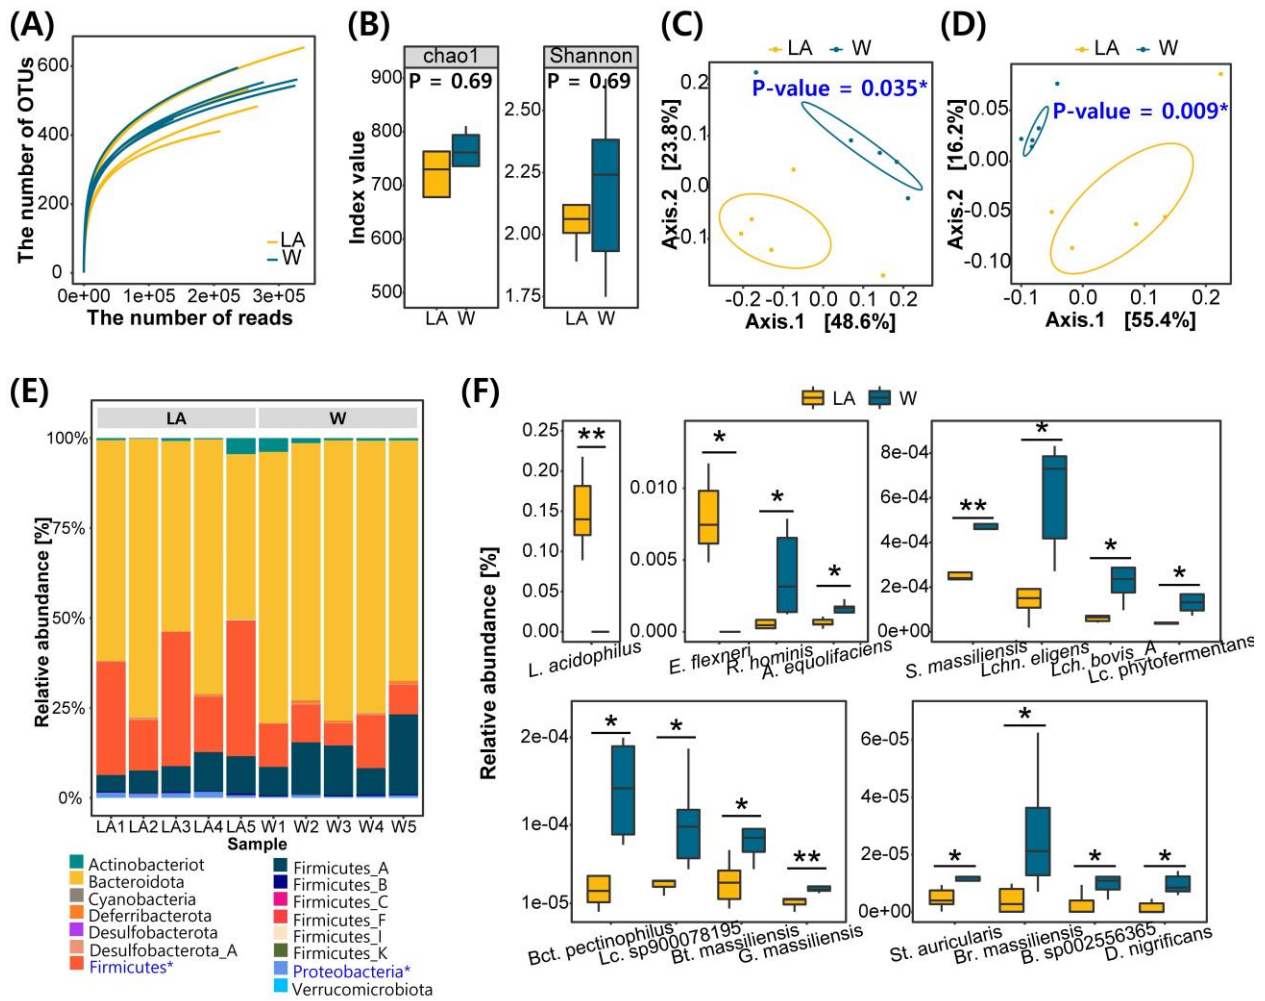 (A)
The number of OTUs
600
400
200
0
LA
W
0e+00 1e+05 2e+05 3e+05
The number of reads
(B)
Index value
chao1
P = 0.69
900
800
700
600
500
LA W
Shannon
P = 0.69
2.50
2.25
2.00
1.75
LA W
(C)
LA W
P-value = 0.035*
Axis.2 [23.8%]
0.2
0.1
0.0
-0.1
-0.2 -0.1 0.0 0.1 0.2
Axis.1 [48.6%]
(D)
LA W
P-value = 0.009*
Axis.2 [16.2%]
0.05
0.00
-0.05
-0.10
-0.1 0.0 0.1 0.2
Axis.1 [55.4%]
(E)
LA W
Relative abundance [%]
100%
75%
50%
25%
0%
LA1 LA2 LA3 LA4 LA5 W1 W2 W3 W4 W5
Sample
Actinobacteriot
Bacteroidota
Cyanobacteria
Deferribacterota
Desulfobacterota
Desulfobacterota_A
Firmicutes*
Firmicutes_A
Firmicutes_B
Firmicutes_C
Firmicutes_F
Firmicutes_I
Firmicutes_K
Proteobacteria*
Verrucomicrobiota
(F)
LA W
Relative abundance [%]
0.25
0.20
0.15
0.10
0.05
0.00
**
L. acidophilus
0.010
0.005
0.000
* * *
E. flexneri R. hominis A. equolifaciens
8e-04
6e-04
4e-04
2e-04
0e+00
** * * *
S. massiliensis Lchn. eligens Lch. bovis_A Lc. phytofermentans
2e-04
1e-04
1e-05
* * * **
Bct. pectinophilus Lc. sp900078195 Bt. massiliensis G. massiliensis
6e-05
4e-05
2e-05
0e+00
* * * *
St. auricularis Br. massiliensis B. sp002556365 D. nigrificans